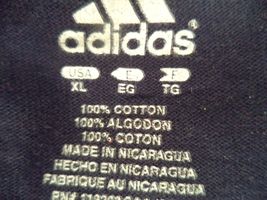 adidas
USA E F
XL EG TG
100% COTTON
100% ALGODON
100% COTON
MADE IN NICARAGUA
HECHO EN NICARAGUA
FABRIQUE AU NICARAGUA
RN#